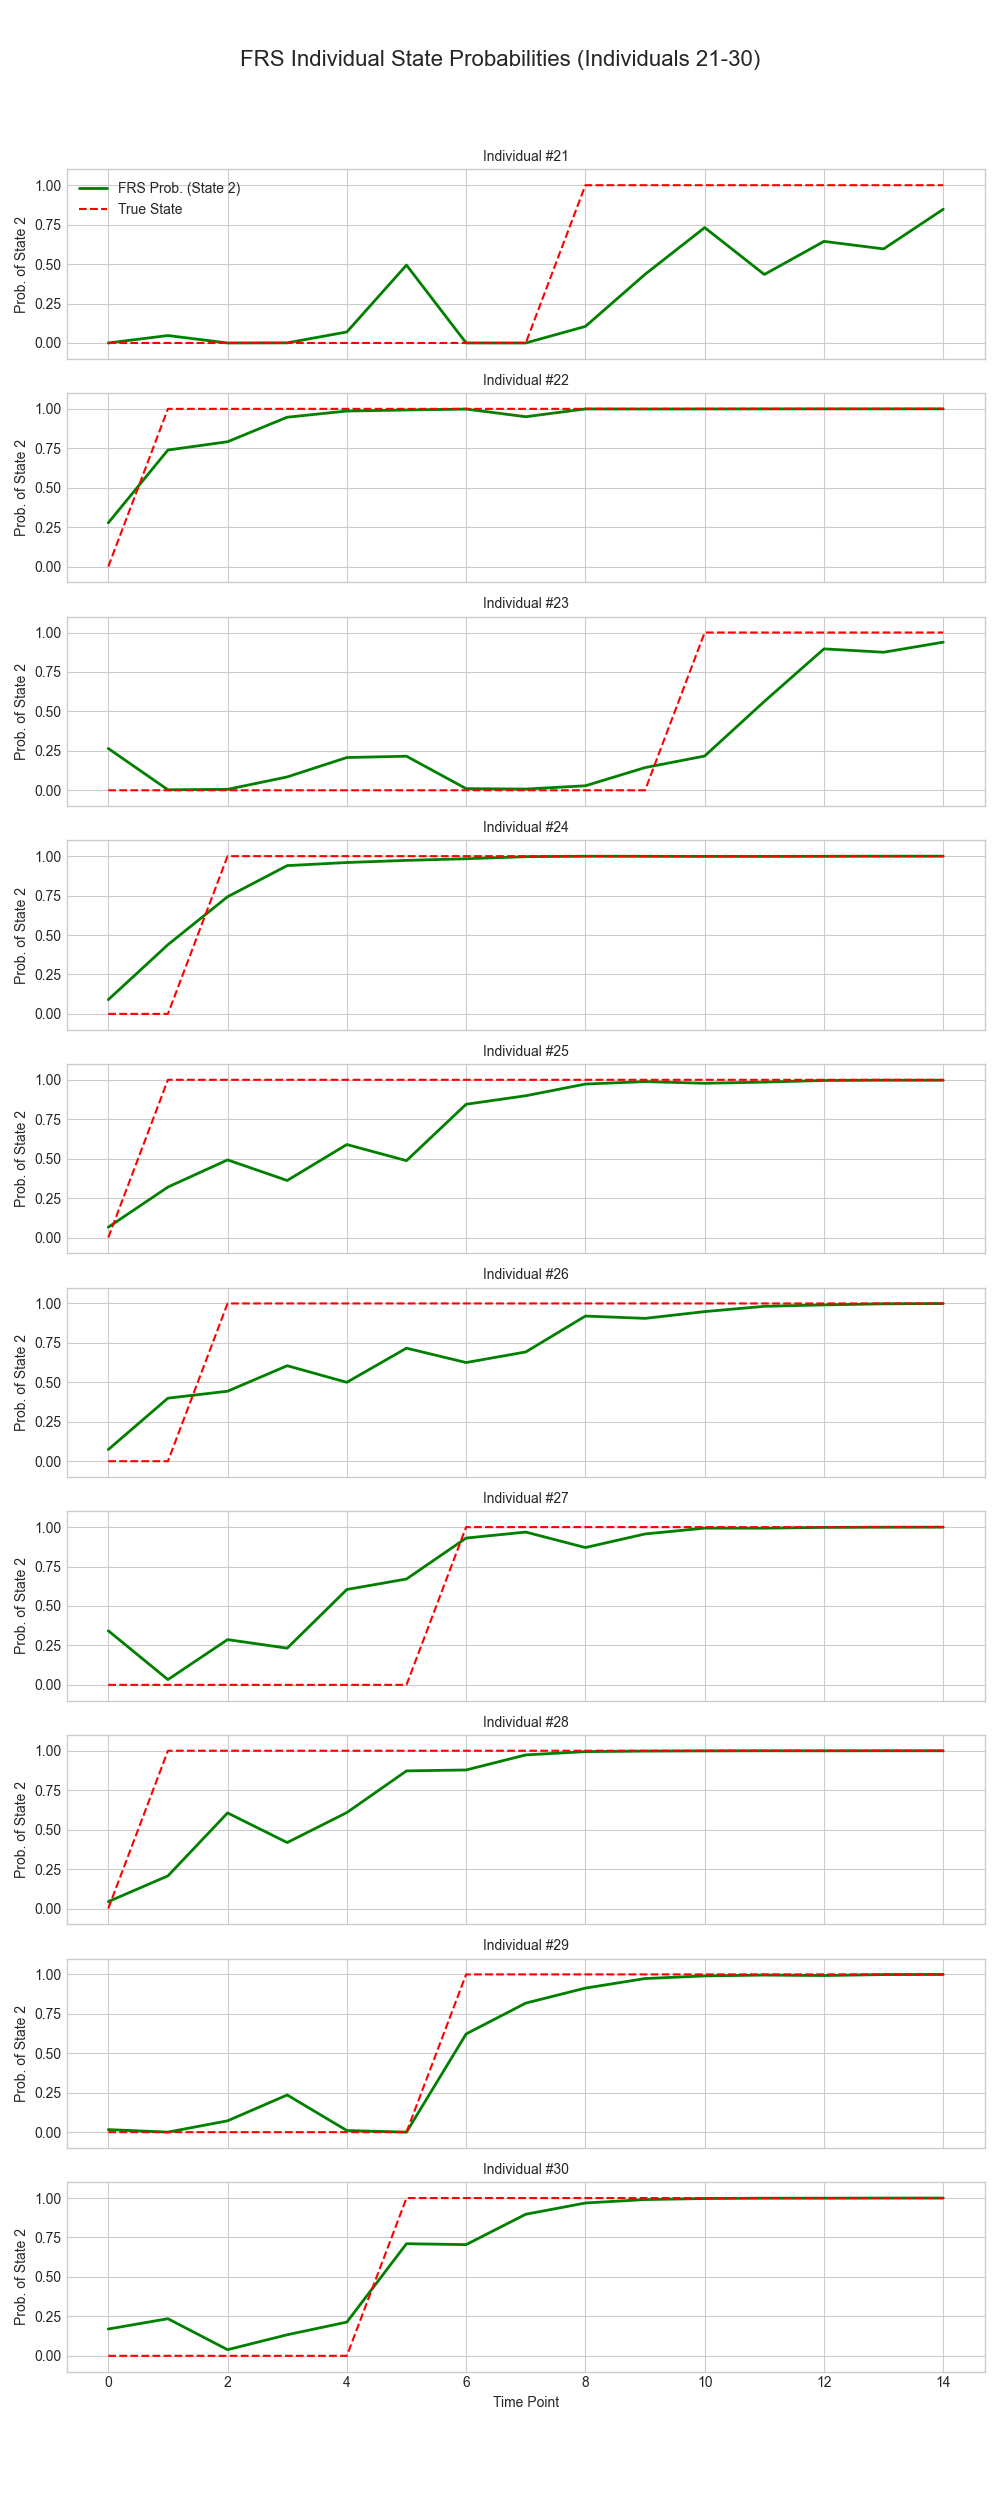 FRS Individual State Probabilities (Individuals 21-30)
Individual #21
FRS Prob. (State 2)
True State
Prob. of State 2
1.00
0.75
0.50
0.25
0.00
Individual #22
Prob. of State 2
1.00
0.75
0.50
0.25
0.00
Individual #23
Prob. of State 2
1.00
0.75
0.50
0.25
0.00
Individual #24
Prob. of State 2
1.00
0.75
0.50
0.25
0.00
Individual #25
Prob. of State 2
1.00
0.75
0.50
0.25
0.00
Individual #26
Prob. of State 2
1.00
0.75
0.50
0.25
0.00
Individual #27
Prob. of State 2
1.00
0.75
0.50
0.25
0.00
Individual #28
Prob. of State 2
1.00
0.75
0.50
0.25
0.00
Individual #29
Prob. of State 2
1.00
0.75
0.50
0.25
0.00
Individual #30
Prob. of State 2
1.00
0.75
0.50
0.25
0.00
0 2 4 6 8 10 12 14
Time Point